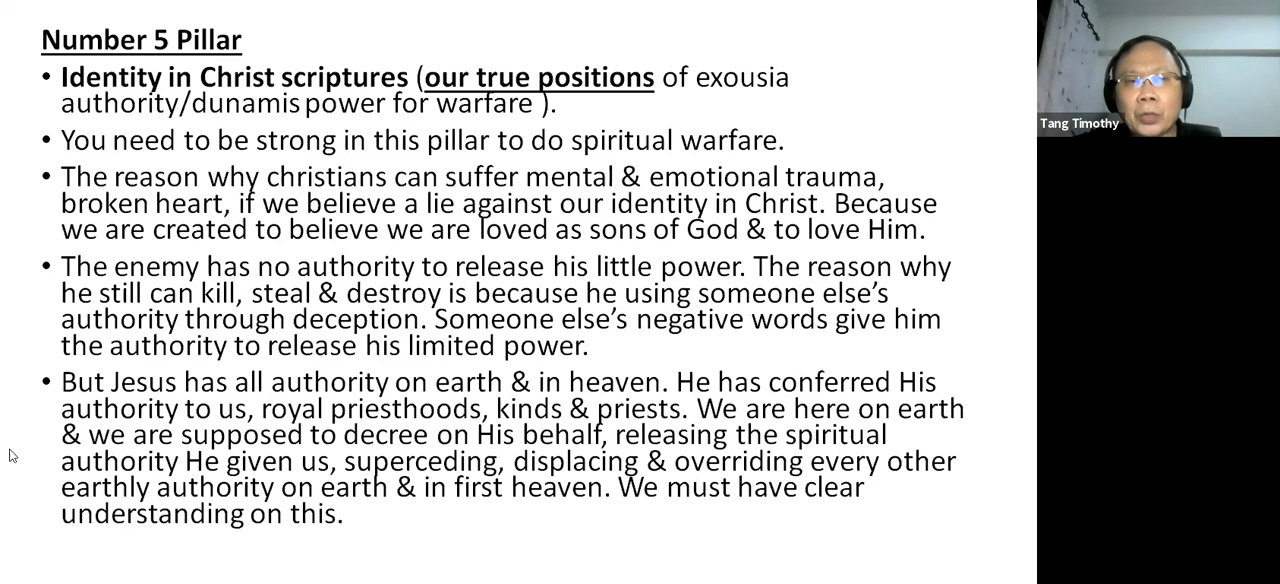 Number 5 Pillar
• Identity in Christ scriptures (our true positions of exousia
authority/dunamis power for warfare ).
• You need to be strong in this pillar to do spiritual warfare.
• The reason why christians can suffer mental & emotional trauma,
broken heart, if we believe a lie against our identity in Christ. Because
we are created to believe we are loved as sons of God & to love Him.
• The enemy has no authority to release his little power. The reason why
he still can kill, steal & destroy is because he using someone else’s
authority through deception. Someone else’s negative words give him
the authority to release his limited power.
• But Jesus has all authority on earth & in heaven. He has conferred His
authority to us, royal priesthoods, kinds & priests. We are here on earth
& we are supposed to decree on His behalf, releasing the spiritual
authority He given us, superceding, displacing & overriding every other
earthly authority on earth & in first heaven. We must have clear
understanding on this.
Tang Timothy